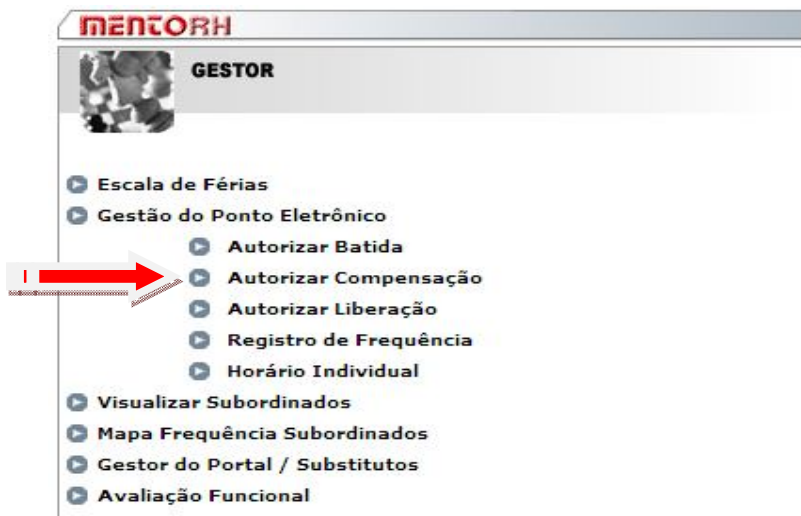 mentoRH
GESTOR
Escala de Férias
Gestão do Ponto Eletrônico
Autorizar Batida
Autorizar Compensação
Autorizar Liberação
Registro de Frequência
Horário Individual
Visualizar Subordinados
Mapa Frequência Subordinados
Gestor do Portal / Substitutos
Avaliação Funcional